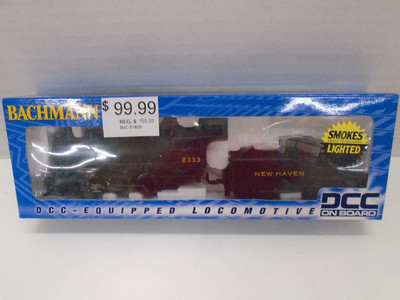 BACHMANN
$ 99.99
REG. $
SMOKES
LIGHTED
2333
NEW HAVEN
DCC-EQUIPPED LOCOMOTIVE
DCC
ON BOARD